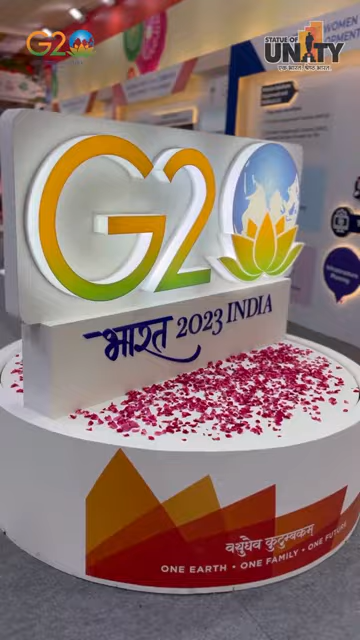 G20
STATUE OF
UNITY
एक भारत, श्रेष्ठ भारत
WOMEN
G20
भारत 2023 INDIA
वसुधैव कुटुम्बकम्
ONE EARTH • ONE FAMILY • ONE FUTURE